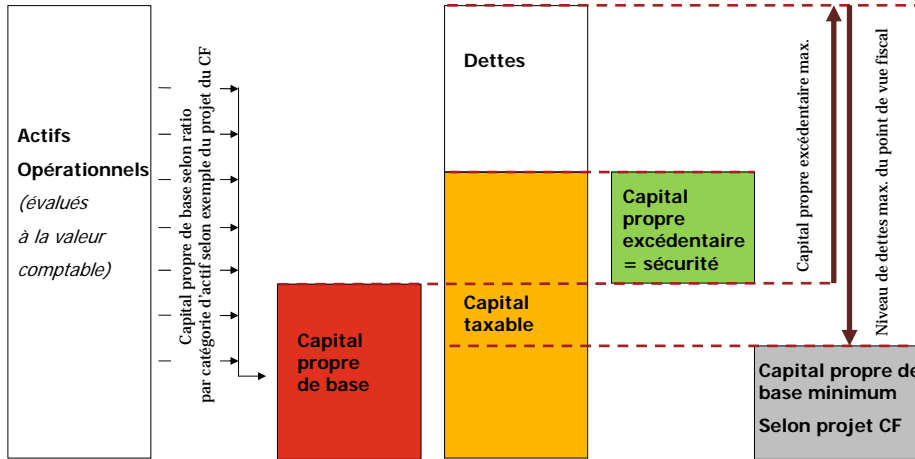 Actifs
Opérationnels
(évalués
à la valeur
comptable)
Capital propre de base selon ratio
par catégorie d'actif selon exemple du projet du CF
Capital
propre
de base
Dettes
Capital
taxable
Capital
propre
excédentaire
= sécurité
Capital propre excédentaire max.
Niveau de dettes max. du point de vue fiscal
Capital propre de
base minimum
Selon projet CF